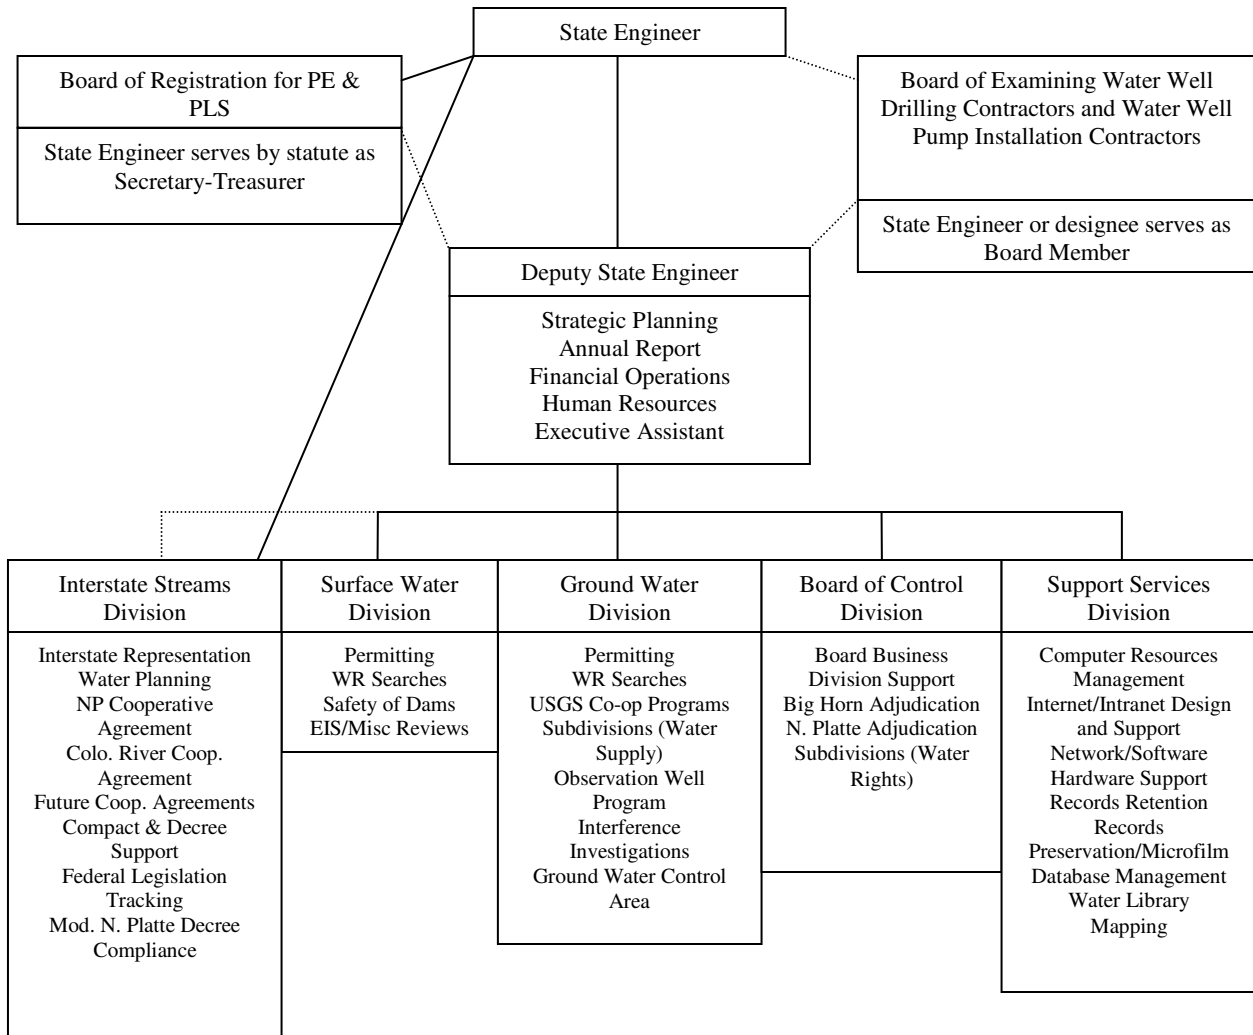 State Engineer
Board of Registration for PE &
PLS
State Engineer serves by statute as
Secretary-Treasurer
Board of Examining Water Well
Drilling Contractors and Water Well
Pump Installation Contractors
State Engineer or designee serves as
Board Member
Deputy State Engineer
Strategic Planning
Annual Report
Financial Operations
Human Resources
Executive Assistant
Interstate Streams
Division
Interstate Representation
Water Planning
NP Cooperative
Agreement
Colo. River Coop.
Agreement
Future Coop. Agreements
Compact & Decree
Support
Federal Legislation
Tracking
Mod. N. Platte Decree
Compliance
Surface Water
Division
Permitting
WR Searches
Safety of Dams
EIS/Misc Reviews
Ground Water
Division
Permitting
WR Searches
USGS Co-op Programs
Subdivisions (Water
Supply)
Observation Well
Program
Interference
Investigations
Ground Water Control
Area
Board of Control
Division
Board Business
Division Support
Big Horn Adjudication
N. Platte Adjudication
Subdivisions (Water
Rights)
Support Services
Division
Computer Resources
Management
Internet/Intranet Design
and Support
Network/Software
Hardware Support
Records Retention
Records
Preservation/Microfilm
Database Management
Water Library
Mapping